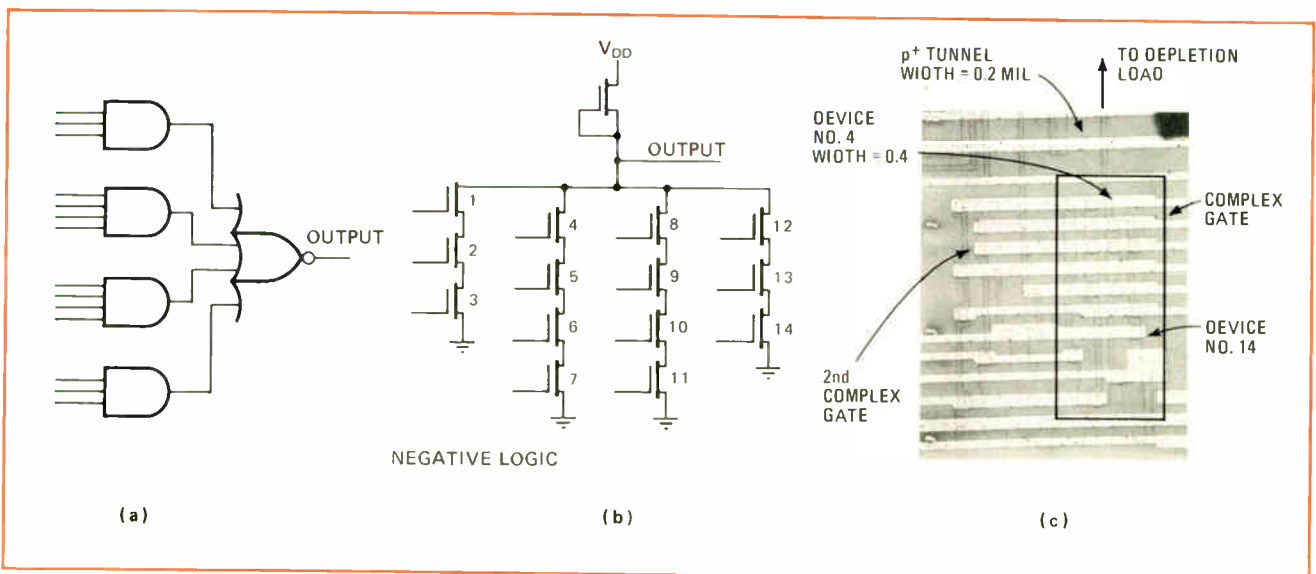 OUTPUT
(a)
V_DD
OUTPUT
1
2
3
4
5
6
7
8
9
10
11
12
13
14
NEGATIVE LOGIC
(b)
p+ TUNNEL
WIOTH = 0.2 MIL
TO OEPLETION
LOAD
OEVICE
NO. 4
WIOTH = 0.4
COMPLEX
GATE
OEVICE
NO. 14
2nd
COMPLEX
GATE
(c)